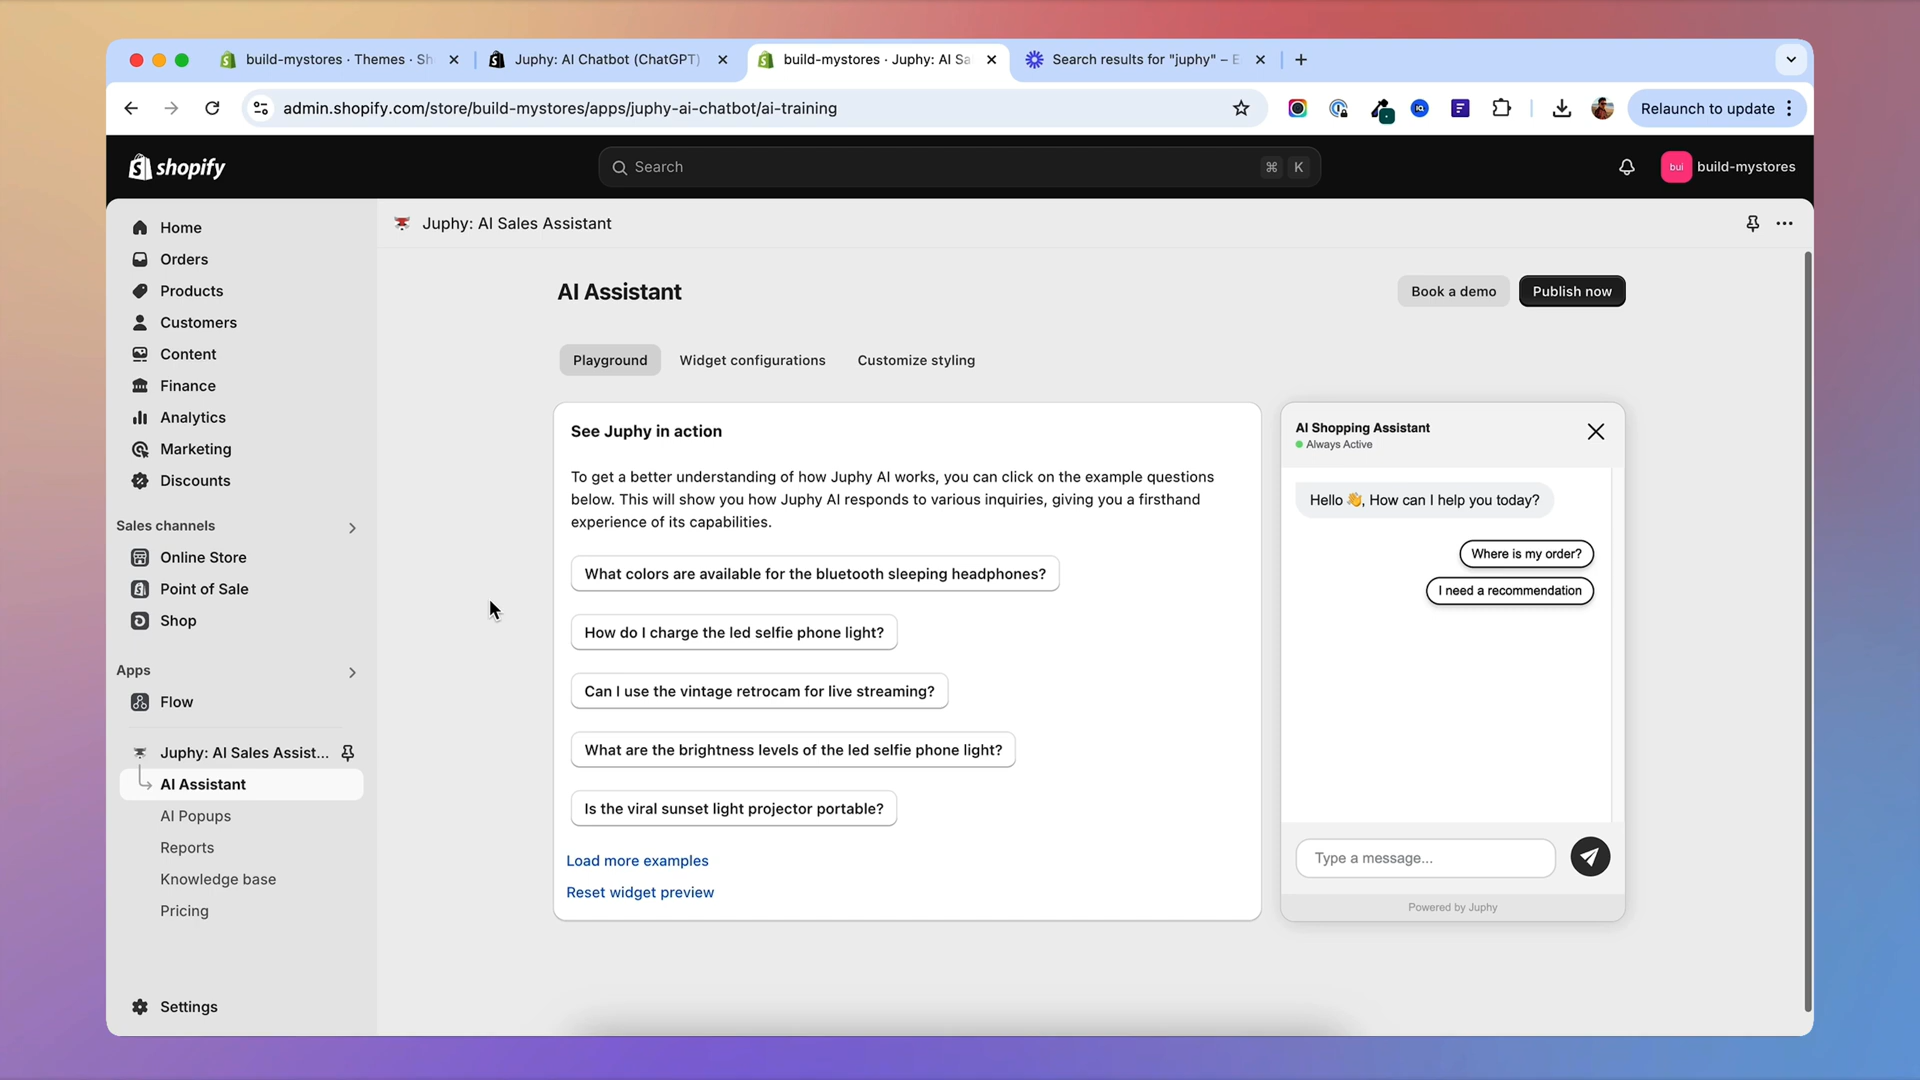 build-mystores · Themes · Sh
Juphy: AI Chatbot (ChatGPT)
build-mystores · Juphy: AI Sa
Search results for "juphy" – E
admin.shopify.com/store/build-mystores/apps/juphy-ai-chatbot/ai-training
Relaunch to update
shopify
Search
⌘ K
bui
build-mystores
Home
Orders
Products
Customers
Content
Finance
Analytics
Marketing
Discounts
Sales channels
Online Store
Point of Sale
Shop
Apps
Flow
Juphy: AI Sales Assist...
AI Assistant
AI Popups
Reports
Knowledge base
Pricing
Settings
Juphy: AI Sales Assistant
AI Assistant
Book a demo
Publish now
Playground
Widget configurations
Customize styling
See Juphy in action
To get a better understanding of how Juphy AI works, you can click on the example questions
below. This will show you how Juphy AI responds to various inquiries, giving you a firsthand
experience of its capabilities.
What colors are available for the bluetooth sleeping headphones?
How do I charge the led selfie phone light?
Can I use the vintage retrocam for live streaming?
What are the brightness levels of the led selfie phone light?
Is the viral sunset light projector portable?
Load more examples
Reset widget preview
AI Shopping Assistant
Always Active
Hello 👋, How can I help you today?
Where is my order?
I need a recommendation
Type a message...
Powered by Juphy